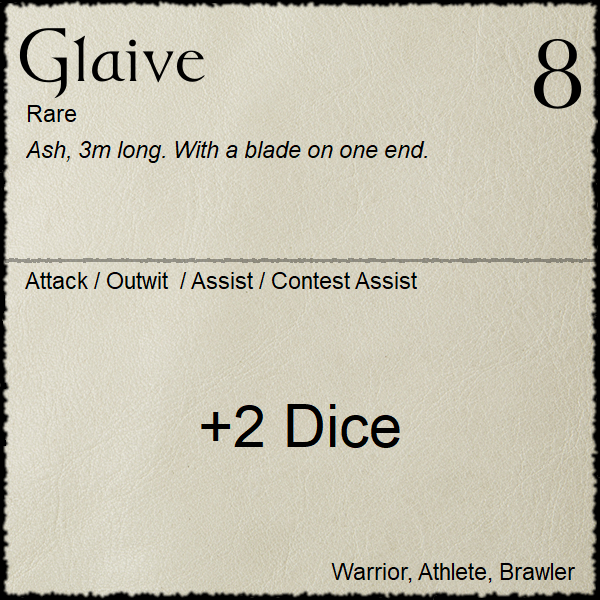 Glaive
8
Rare
Ash, 3m long. With a blade on one end.
Attack / Outwit  / Assist / Contest Assist
+2 Dice
Warrior, Athlete, Brawler